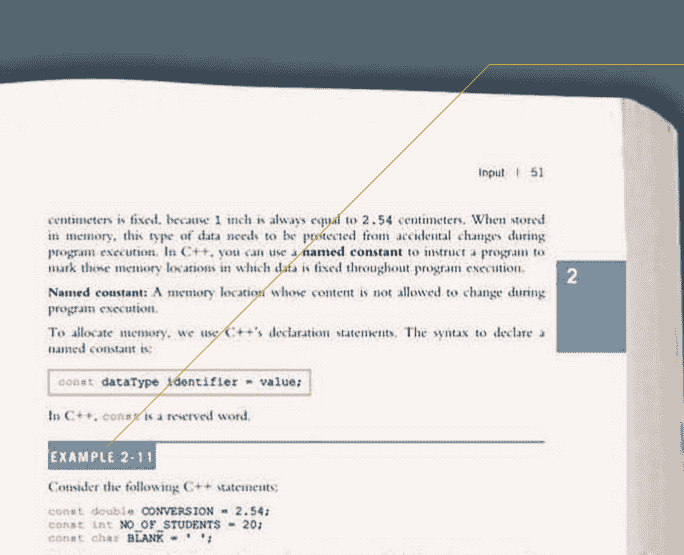 Input | 51
centimeters is fixed, because 1 inch is always equal to 2.54 centimeters. When stored
in memory, this type of data needs to be protected from accidental changes during
program execution. In C++, you can use a named constant to instruct a program to
mark those memory locations in which data is fixed throughout program execution.
2
Named constant: A memory location whose content is not allowed to change during
program execution.
To allocate memory, we use C++'s declaration statements. The syntax to declare a
named constant is:
const dataType identifier = value;
In C++, const is a reserved word.
EXAMPLE 2-11
Consider the following C++ statements:
const double CONVERSION = 2.54;
const int NO_OF_STUDENTS = 20;
const char BLANK = ' ';